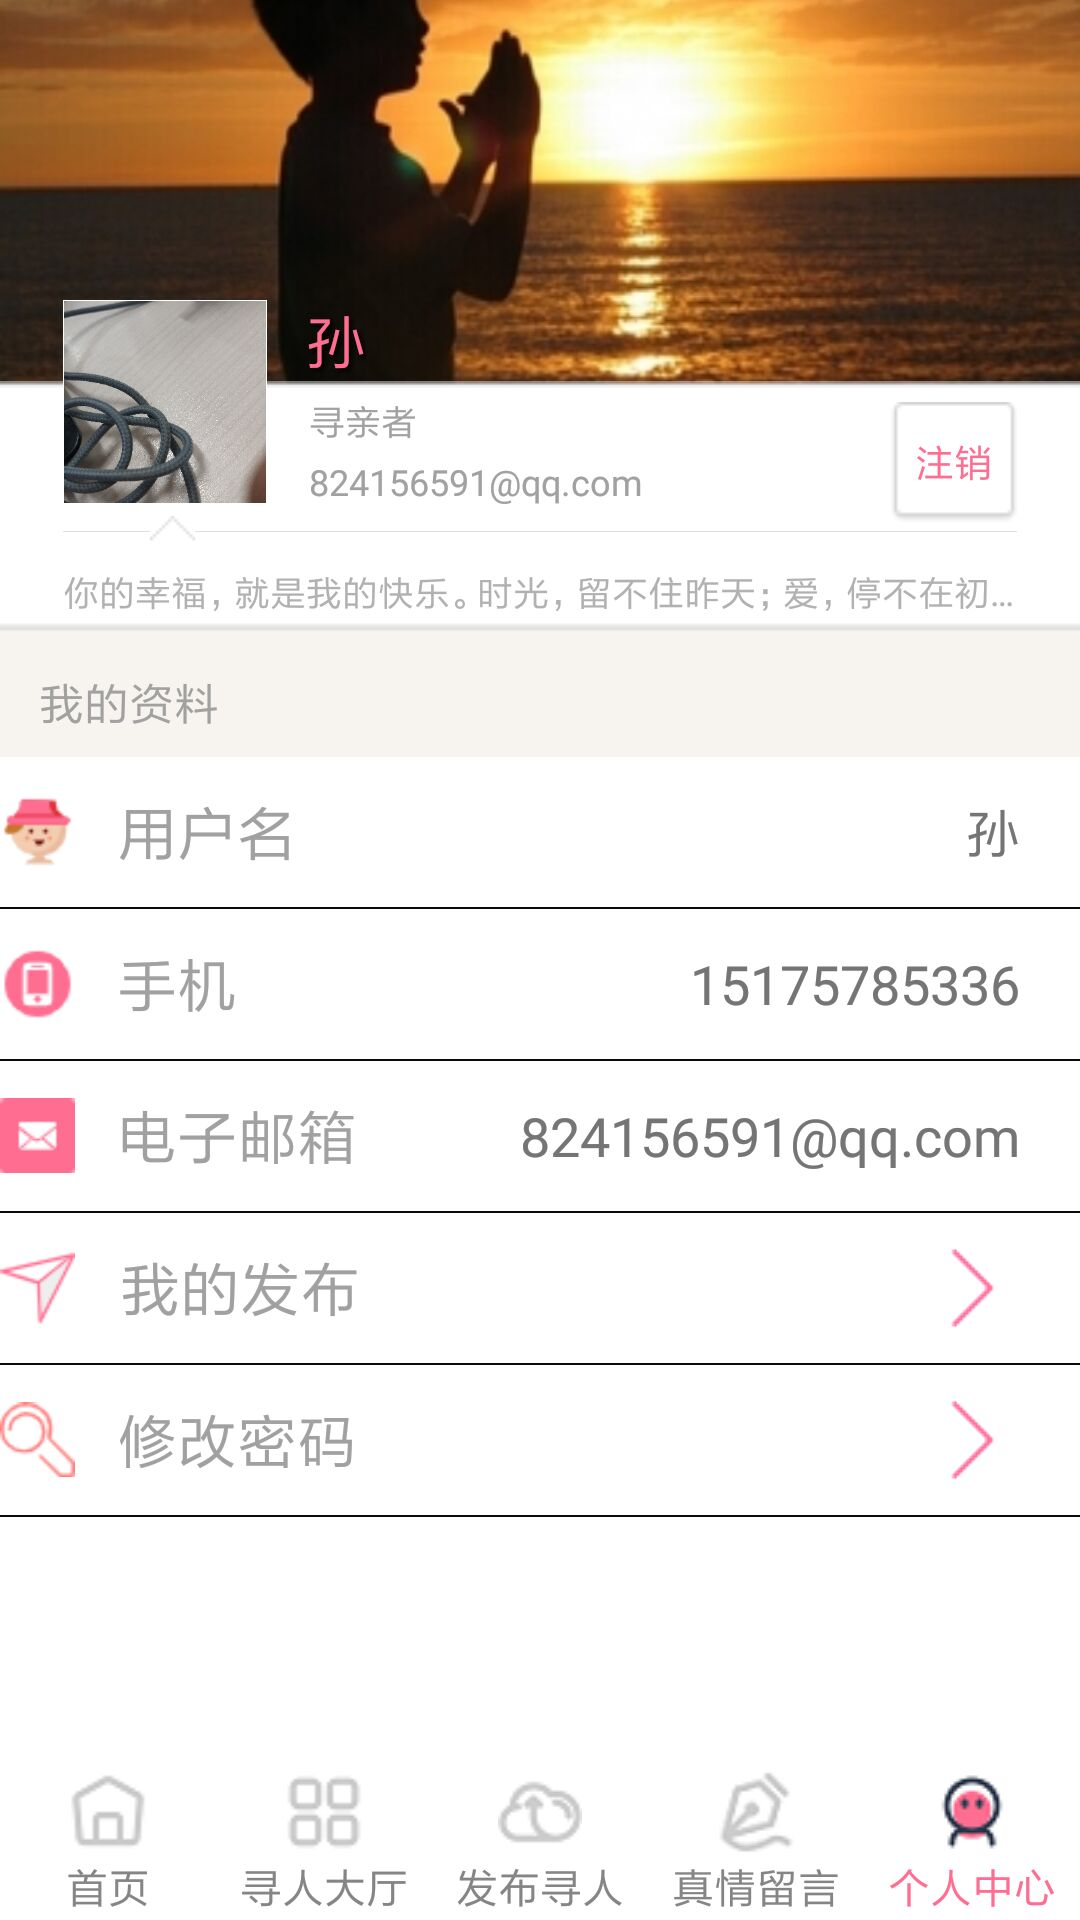 孙
寻亲者
824156591@qq.com
注销
你的幸福，就是我的快乐。时光，留不住昨天；爱，停不在初...
我的资料
用户名 孙
手机 15175785336
电子邮箱 824156591@qq.com
我的发布
修改密码
首页 寻人大厅 发布寻人 真情留言 个人中心